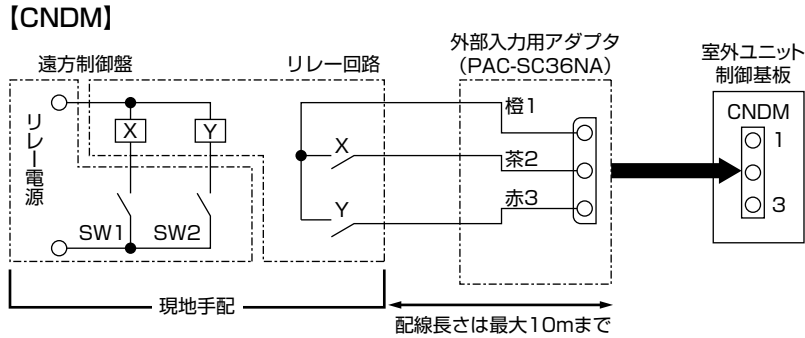 【CNDM】
遠方制御盤
リレー回路
外部入力用アダプタ
（PAC-SC36NA）
室外ユニット
制御基板
リレー電源
X
Y
SW1
SW2
X
Y
橙1
茶2
赤3
CNDM
1
3
現地手配
配線長さは最大10mまで